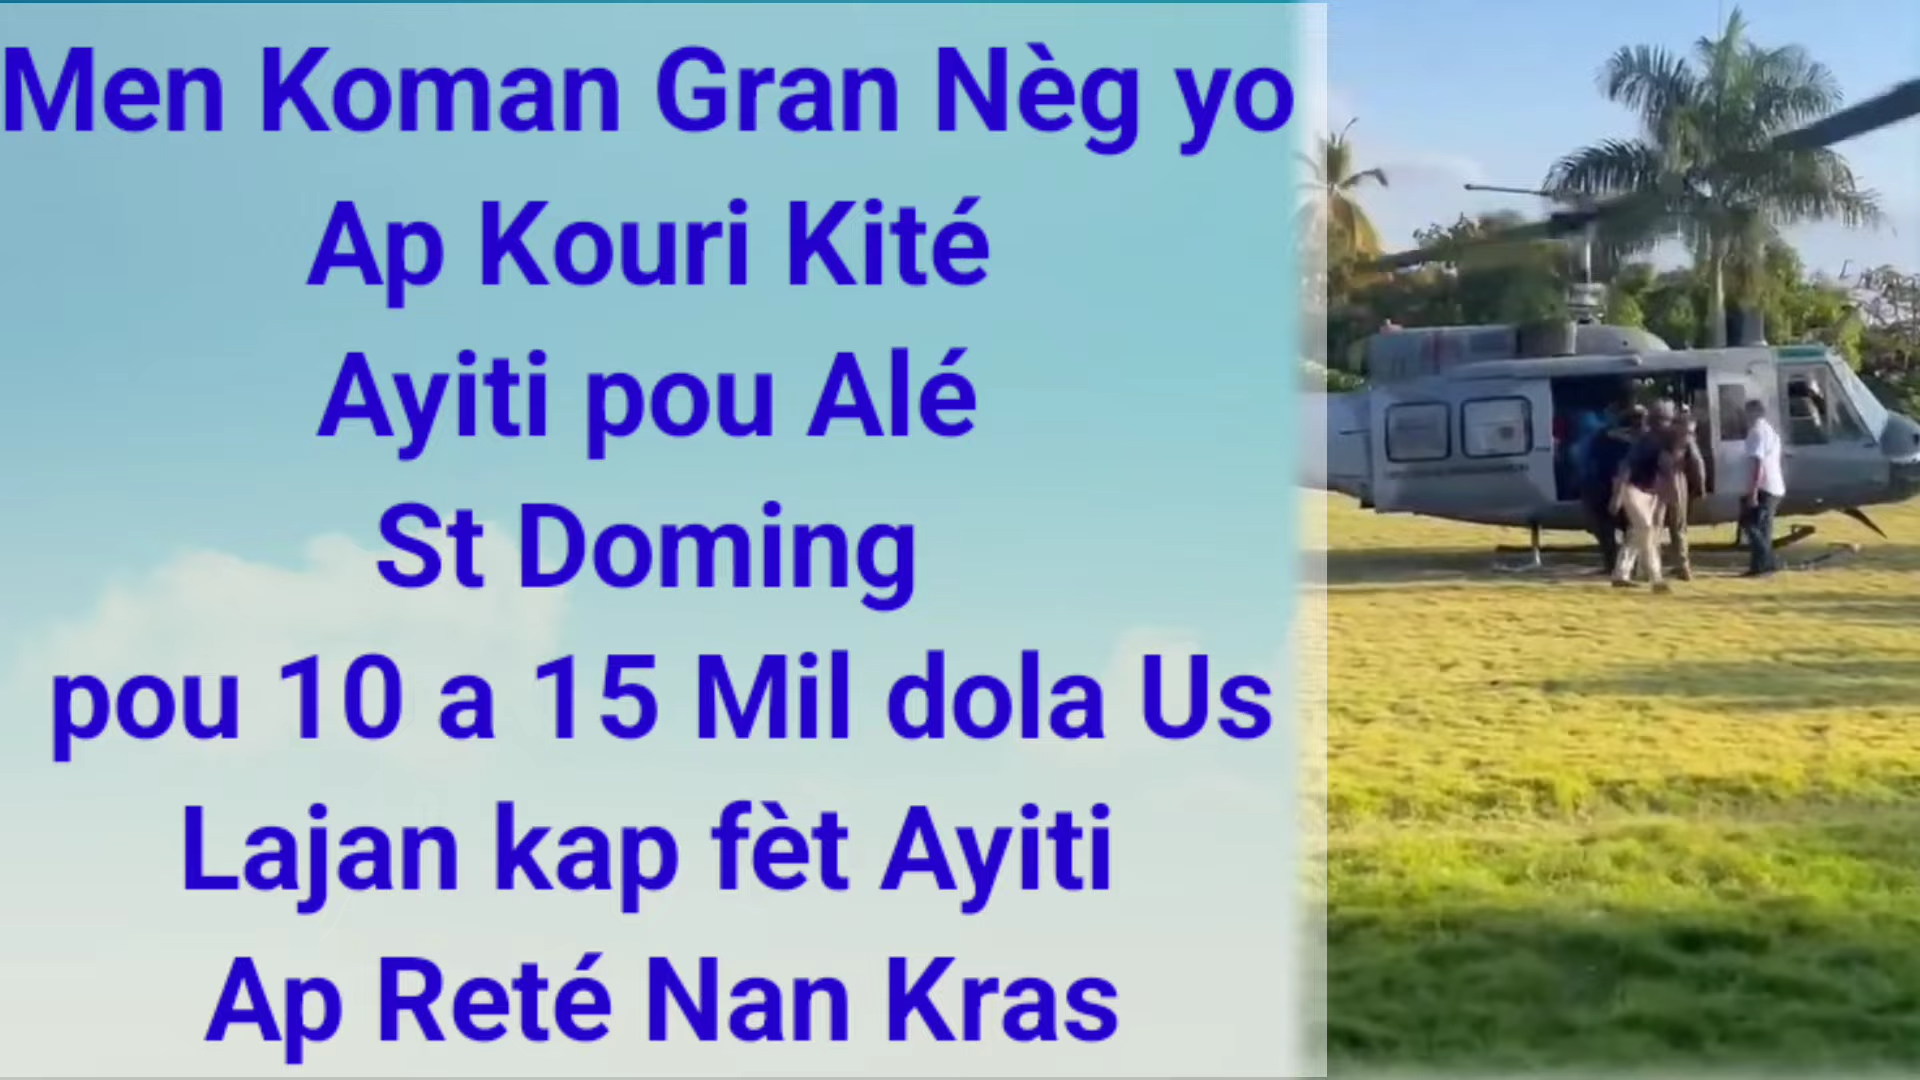 Men Koman Gran Nèg yo
Ap Kouri Kité
Ayiti pou Alé
St Doming
pou 10 a 15 Mil dola Us
Lajan kap fèt Ayiti
Ap Reté Nan Kras